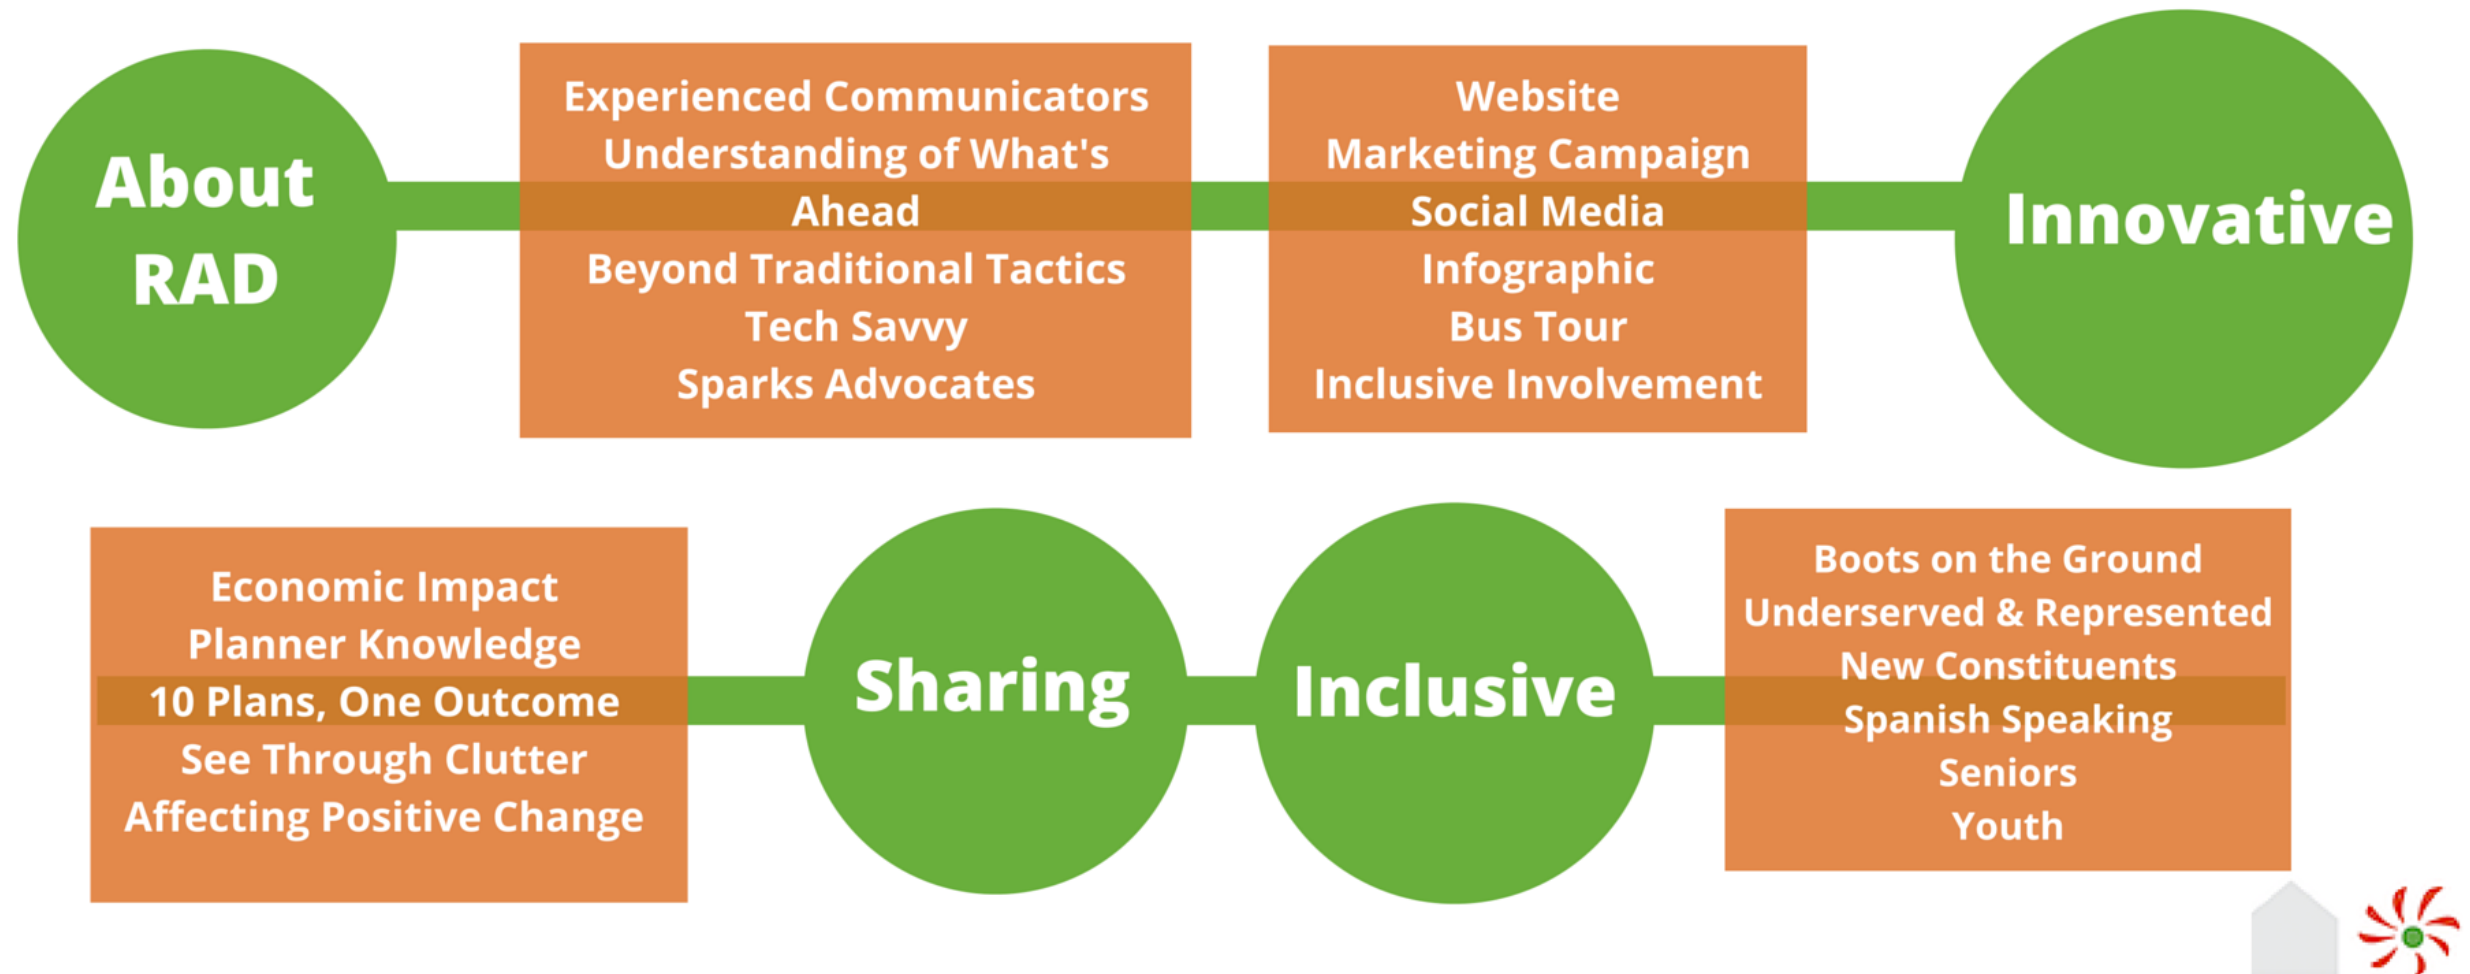 About
RAD
Experienced Communicators
Understanding of What's
Ahead
Beyond Traditional Tactics
Tech Savvy
Sparks Advocates
Website
Marketing Campaign
Social Media
Infographic
Bus Tour
Inclusive Involvement
Innovative
Economic Impact
Planner Knowledge
10 Plans, One Outcome
See Through Clutter
Affecting Positive Change
Sharing
Inclusive
Boots on the Ground
Underserved & Represented
New Constituents
Spanish Speaking
Seniors
Youth